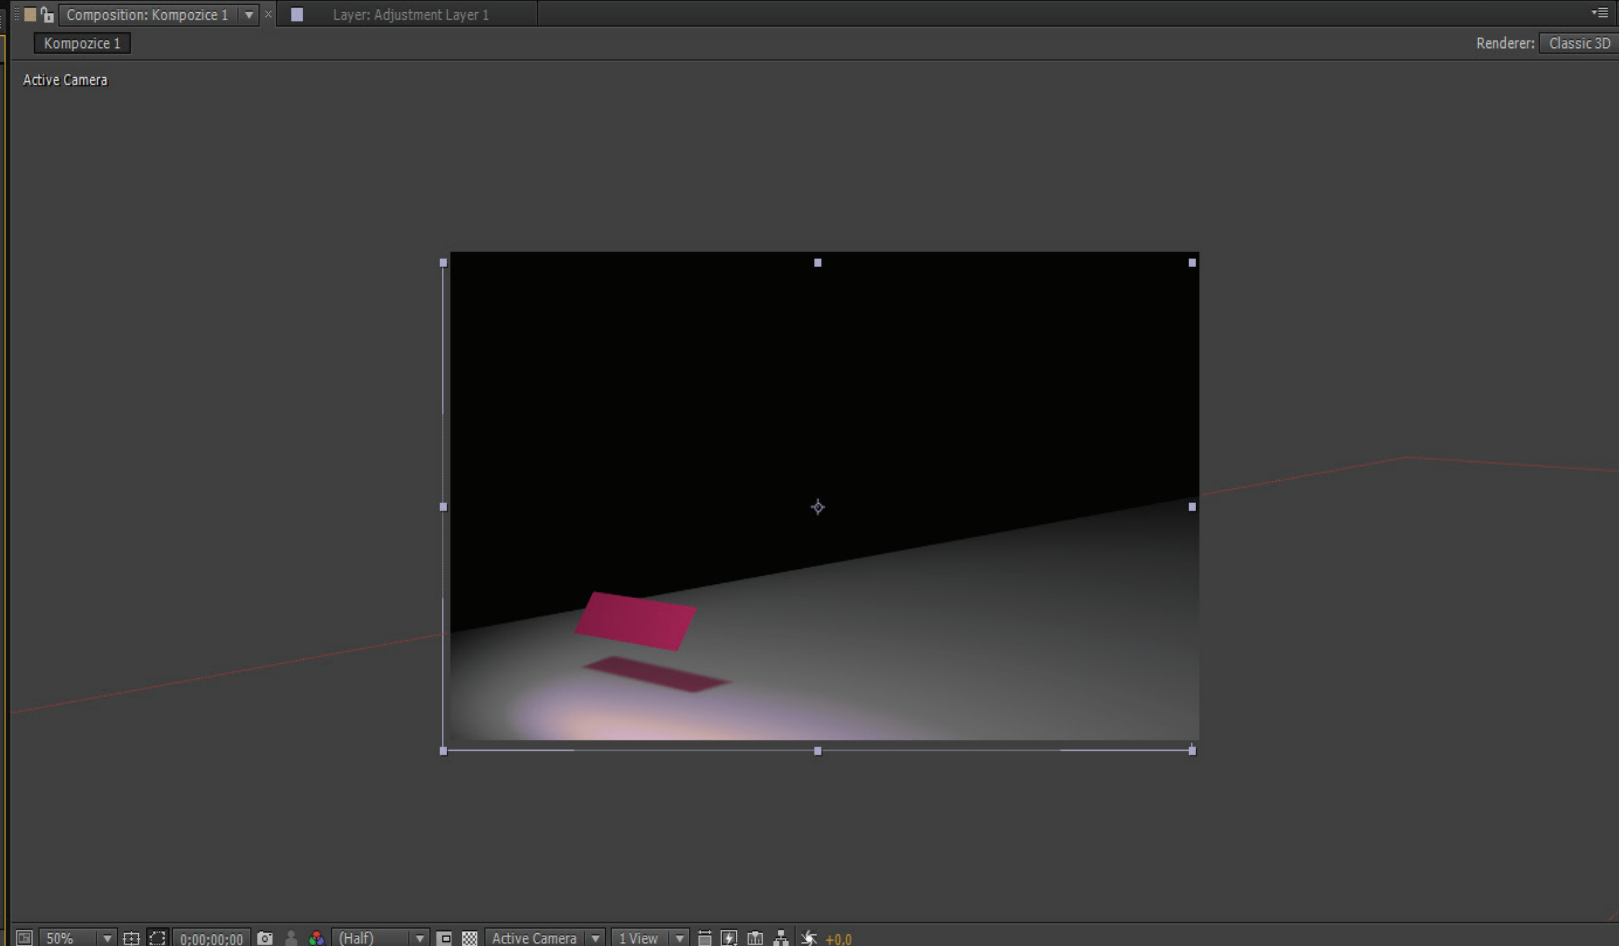 Composition: Kompozice 1 Layer: Adjustment Layer 1
Kompozice 1 Renderer: Classic 3D
Active Camera
50% 0;00;00;00 (Half) Active Camera 1 View +0,0